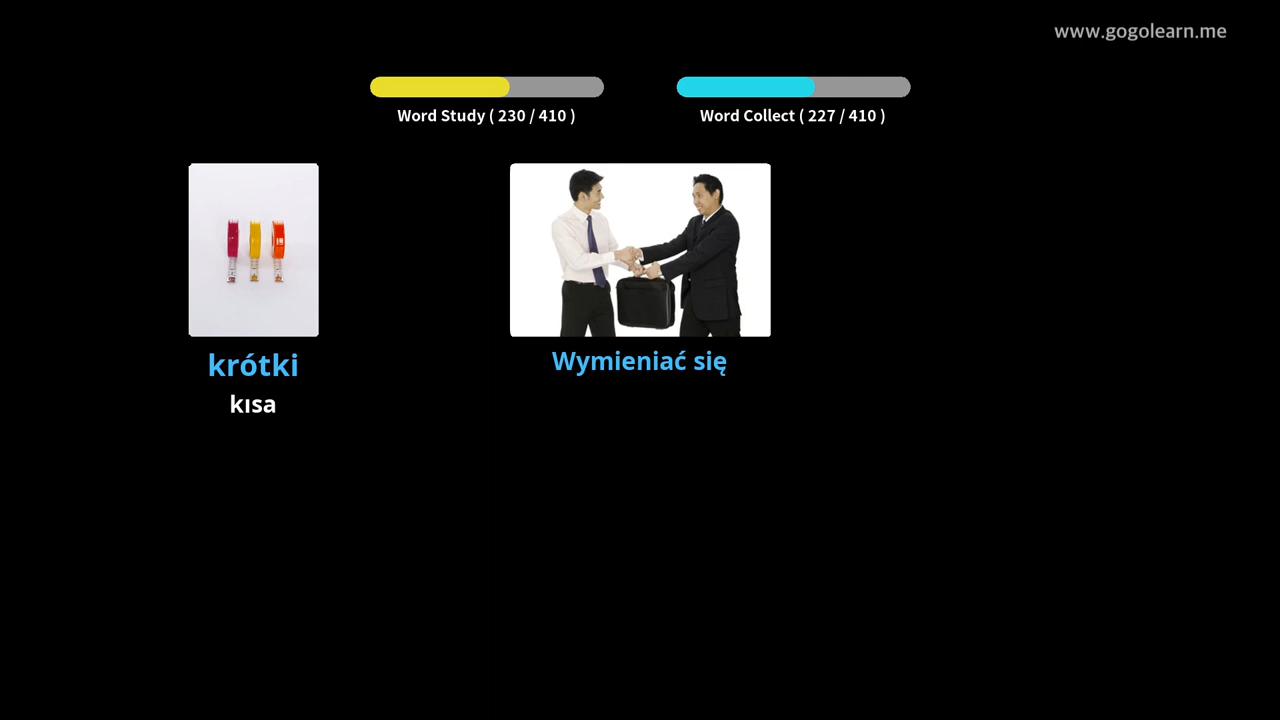 www.gogolearn.me
Word Study ( 230 / 410 )
Word Collect ( 227 / 410 )
krótki
kısa
Wymieniać się